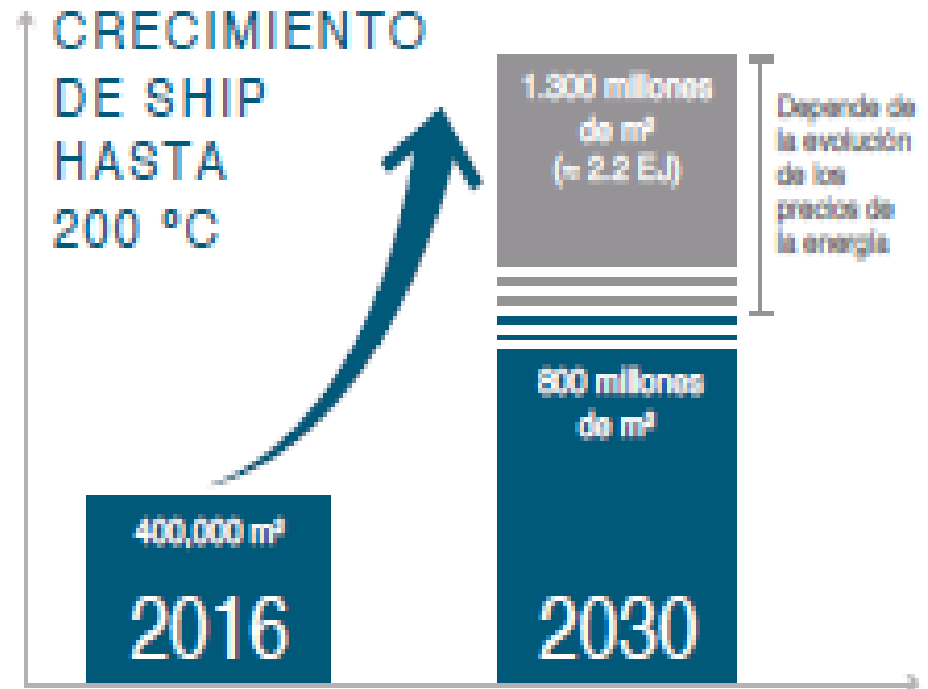 CRECIMIENTO
DE SHIP
HASTA
200 °C
1.300 millones
de m²
(≈ 2.2 EJ)
Depende de
la evolución
de los
precios de
la energía
800 millones
de m²
400,000 m²
2016
2030